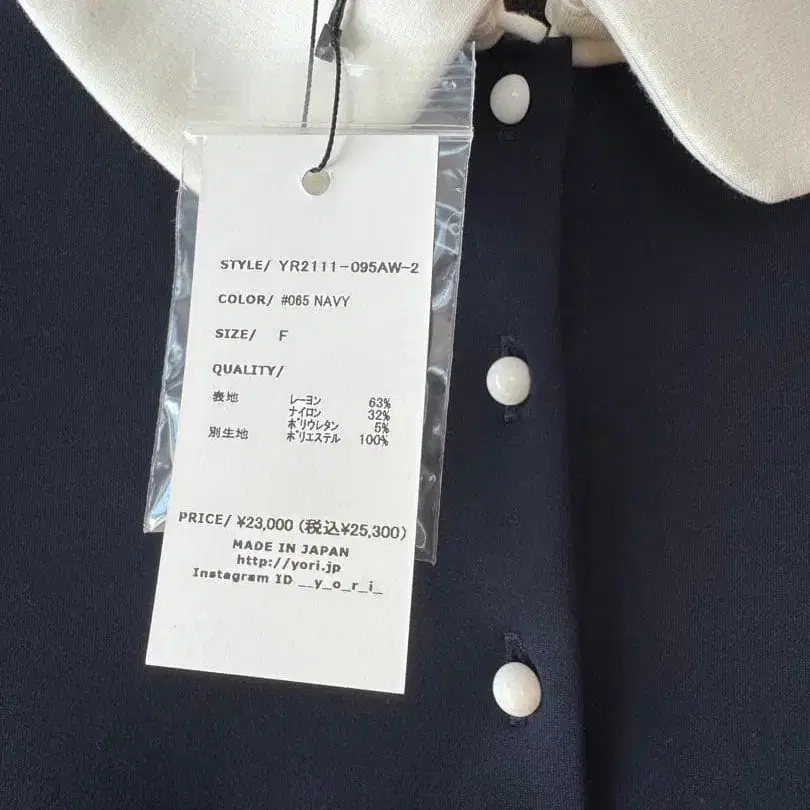 STYLE/ YR2111-095AW-2
COLOR/ #065 NAVY
SIZE/ F
QUALITY/
表地 レーヨン 63%
ナイロン 32%
ポリウレタン 5%
別生地 ポリエステル 100%
PRICE/ ¥23,000 (税込¥25,300)
MADE IN JAPAN
http://yori.jp
Instagram ID __y_o_r_i_